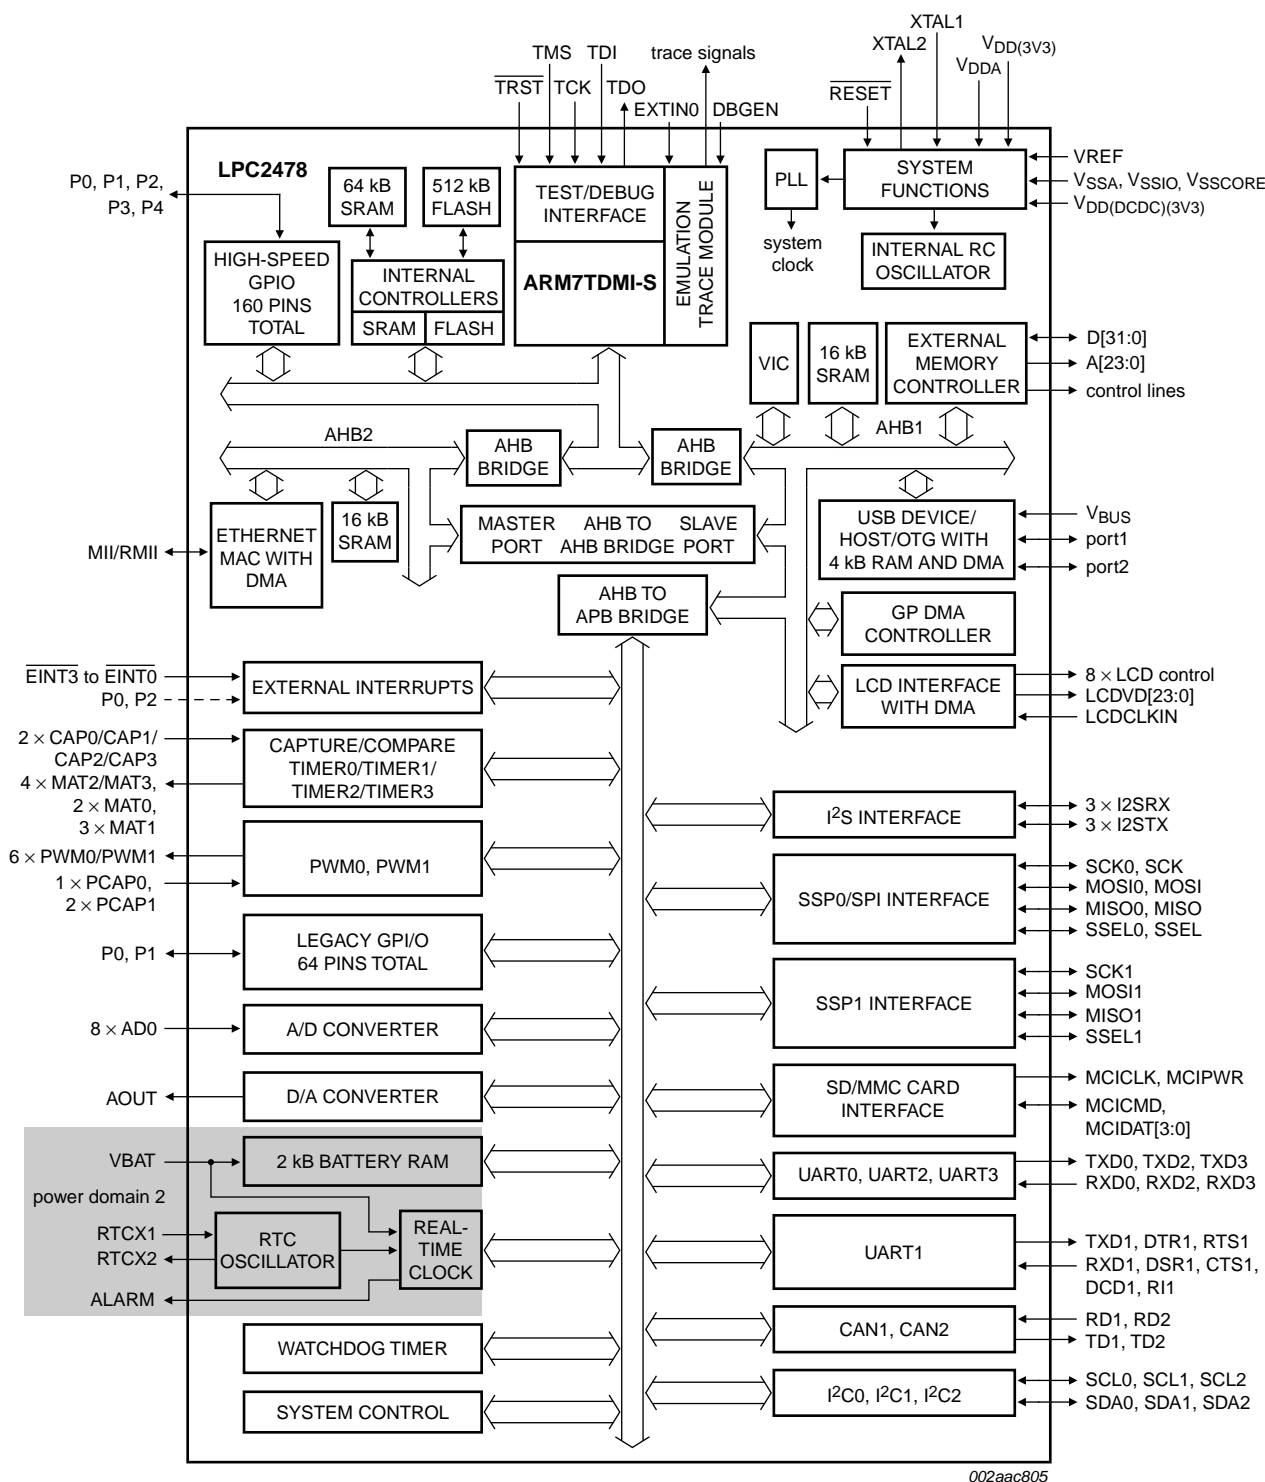 XTAL1
XTAL2
VDD(3V3)
VDDA
RESET
TMS TDI trace signals
TRST TCK TDO
EXTIN0 DBGEN
LPC2478
P0, P1, P2,
P3, P4
64 kB
SRAM
512 kB
FLASH
TEST/DEBUG
INTERFACE
EMULATION
TRACE MODULE
PLL
SYSTEM
FUNCTIONS
VREF
VSSA, VSSIO, VSSCORE
VDD(DCDC)(3V3)
system
clock
INTERNAL RC
OSCILLATOR
HIGH-SPEED
GPIO
160 PINS
TOTAL
INTERNAL
CONTROLLERS
SRAM FLASH
ARM7TDMI-S
VIC
16 kB
SRAM
EXTERNAL
MEMORY
CONTROLLER
D[31:0]
A[23:0]
control lines
AHB2
AHB
BRIDGE
AHB
BRIDGE
AHB1
ETHERNET
MAC WITH
DMA
MII/RMII
16 kB
SRAM
MASTER AHB TO SLAVE
PORT AHB BRIDGE PORT
USB DEVICE/
HOST/OTG WITH
4 kB RAM AND DMA
VBUS
port1
port2
AHB TO
APB BRIDGE
GP DMA
CONTROLLER
LCD INTERFACE
WITH DMA
8 × LCD control
LCDVD[23:0]
LCDCLKIN
EINT3 to EINT0
P0, P2
EXTERNAL INTERRUPTS
2 × CAP0/CAP1/
CAP2/CAP3
4 × MAT2/MAT3,
2 × MAT0,
3 × MAT1
CAPTURE/COMPARE
TIMER0/TIMER1/
TIMER2/TIMER3
I2S INTERFACE
3 × I2SRX
3 × I2STX
6 × PWM0/PWM1
1 × PCAP0,
2 × PCAP1
PWM0, PWM1
SSP0/SPI INTERFACE
SCK0, SCK
MOSI0, MOSI
MISO0, MISO
SSEL0, SSEL
P0, P1
LEGACY GPI/O
64 PINS TOTAL
SSP1 INTERFACE
SCK1
MOSI1
MISO1
SSEL1
8 × AD0
A/D CONVERTER
AOUT
D/A CONVERTER
SD/MMC CARD
INTERFACE
MCICLK, MCIPWR
MCICMD,
MCIDAT[3:0]
VBAT
2 kB BATTERY RAM
power domain 2
UART0, UART2, UART3
TXD0, TXD2, TXD3
RXD0, RXD2, RXD3
RTCX1
RTCX2
RTC
OSCILLATOR
REAL-
TIME
CLOCK
ALARM
UART1
TXD1, DTR1, RTS1
RXD1, DSR1, CTS1,
DCD1, RI1
WATCHDOG TIMER
CAN1, CAN2
RD1, RD2
TD1, TD2
SYSTEM CONTROL
I2C0, I2C1, I2C2
SCL0, SCL1, SCL2
SDA0, SDA1, SDA2
002aac805